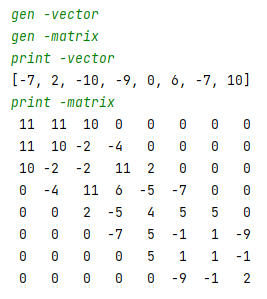 gen -vector
gen -matrix
print -vector
[-7, 2, -10, -9, 0, 6, -7, 10]
print -matrix
11 11 10 0 0 0 0 0
11 10 -2 -4 0 0 0 0
10 -2 -2 11 2 0 0 0
0 -4 11 6 -5 -7 0 0
0 0 2 -5 4 5 5 0
0 0 0 -7 5 -1 1 -9
0 0 0 0 5 1 1 -1
0 0 0 0 0 -9 -1 2